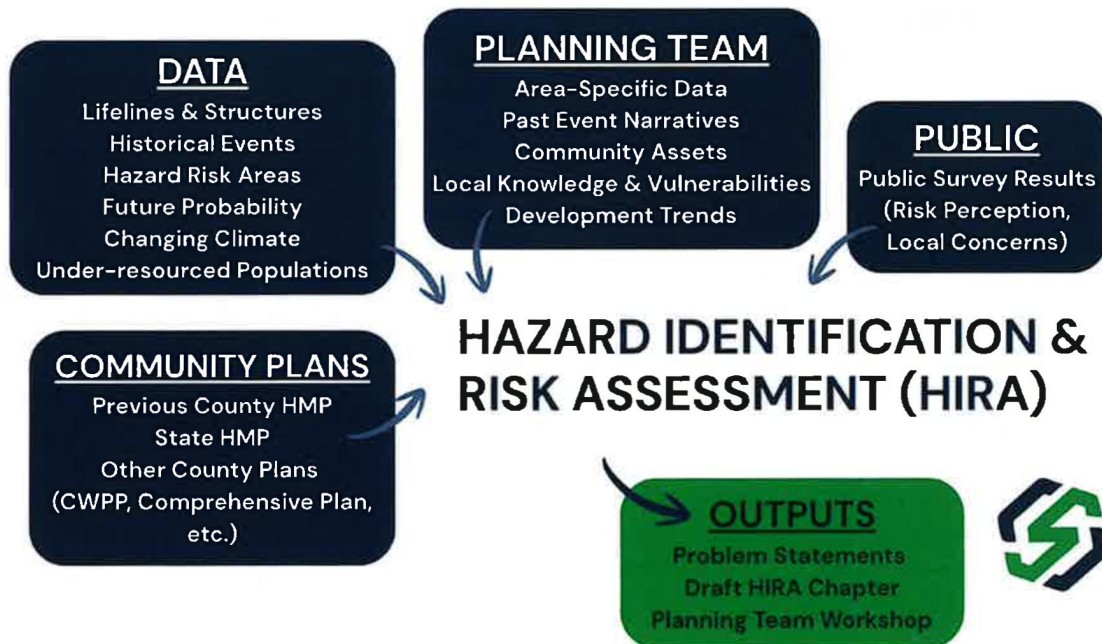 DATA
Lifelines & Structures
Historical Events
Hazard Risk Areas
Future Probability
Changing Climate
Under-resourced Populations
PLANNING TEAM
Area-Specific Data
Past Event Narratives
Community Assets
Local Knowledge & Vulnerabilities
Development Trends
PUBLIC
Public Survey Results
(Risk Perception,
Local Concerns)
COMMUNITY PLANS
Previous County HMP
State HMP
Other County Plans
(CWPP, Comprehensive Plan,
etc.)
HAZARD IDENTIFICATION &
RISK ASSESSMENT (HIRA)
OUTPUTS
Problem Statements
Draft HIRA Chapter
Planning Team Workshop